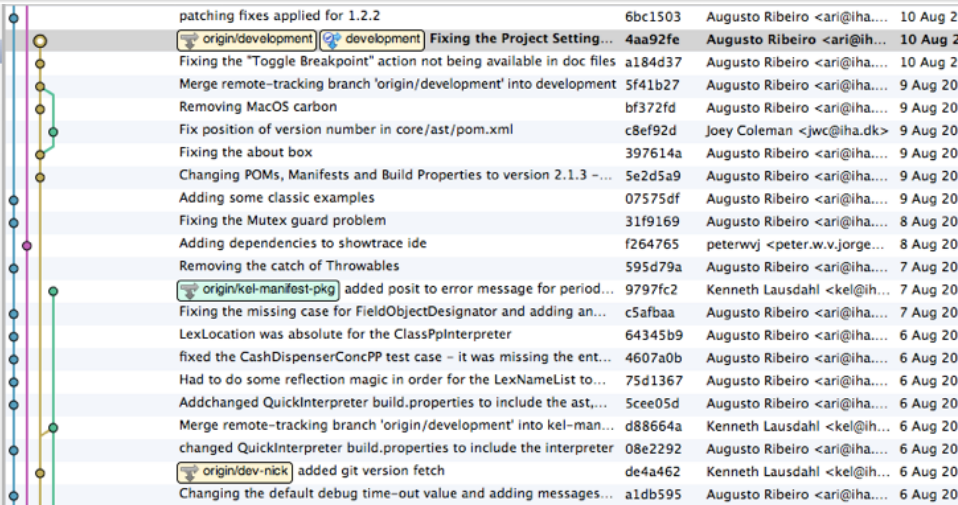 patching fixes applied for 1.2.2 6bc1503 Augusto Ribeiro <ari@iha.... 10 Aug 2
origin/development development Fixing the Project Setting... 4aa92fe Augusto Ribeiro <ari@ih... 10 Aug 2
Fixing the "Toggle Breakpoint" action not being available in doc files a184d37 Augusto Ribeiro <ari@iha.... 10 Aug 2
Merge remote-tracking branch 'origin/development' into development 5f41b27 Augusto Ribeiro <ari@iha.... 9 Aug 20
Removing MacOS carbon bf372fd Augusto Ribeiro <ari@iha.... 9 Aug 20
Fix position of version number in core/ast/pom.xml c8ef92d Joey Coleman <jwc@iha.dk> 9 Aug 20
Fixing the about box 397614a Augusto Ribeiro <ari@iha.... 9 Aug 20
Changing POMs, Manifests and Build Properties to version 2.1.3 -... 5e2d5a9 Augusto Ribeiro <ari@iha.... 9 Aug 20
Adding some classic examples 07575df Augusto Ribeiro <ari@iha.... 9 Aug 20
Fixing the Mutex guard problem 31f9169 Augusto Ribeiro <ari@iha.... 8 Aug 20
Adding dependencies to showtrace ide f264765 peterwvj <peter.w.v.jorge... 8 Aug 20
Removing the catch of Throwables 595d79a Augusto Ribeiro <ari@iha.... 7 Aug 20
origin/kel-manifest-pkg added posit to error message for period... 9797fc2 Kenneth Lausdahl <kel@ih... 7 Aug 20
Fixing the missing case for FieldObjectDesignator and adding an... c5afbaa Augusto Ribeiro <ari@iha.... 7 Aug 20
LexLocation was absolute for the ClassPpInterpreter 64345b9 Augusto Ribeiro <ari@iha.... 6 Aug 20
fixed the CashDispenserConcPP test case - it was missing the ent... 4607a0b Augusto Ribeiro <ari@iha.... 6 Aug 20
Had to do some reflection magic in order for the LexNameList to... 75d1367 Augusto Ribeiro <ari@iha.... 6 Aug 20
Addchanged QuickInterpreter build.properties to include the ast,... 5cee05d Augusto Ribeiro <ari@iha.... 6 Aug 20
Merge remote-tracking branch 'origin/development' into kel-man... d88664a Kenneth Lausdahl <kel@ih... 6 Aug 20
changed QuickInterpreter build.properties to include the interpreter 08e2292 Augusto Ribeiro <ari@iha.... 6 Aug 20
origin/dev-nick added git version fetch de4a462 Kenneth Lausdahl <kel@ih... 6 Aug 20
Changing the default debug time-out value and adding messages... a1db595 Augusto Ribeiro <ari@iha.... 6 Aug 20